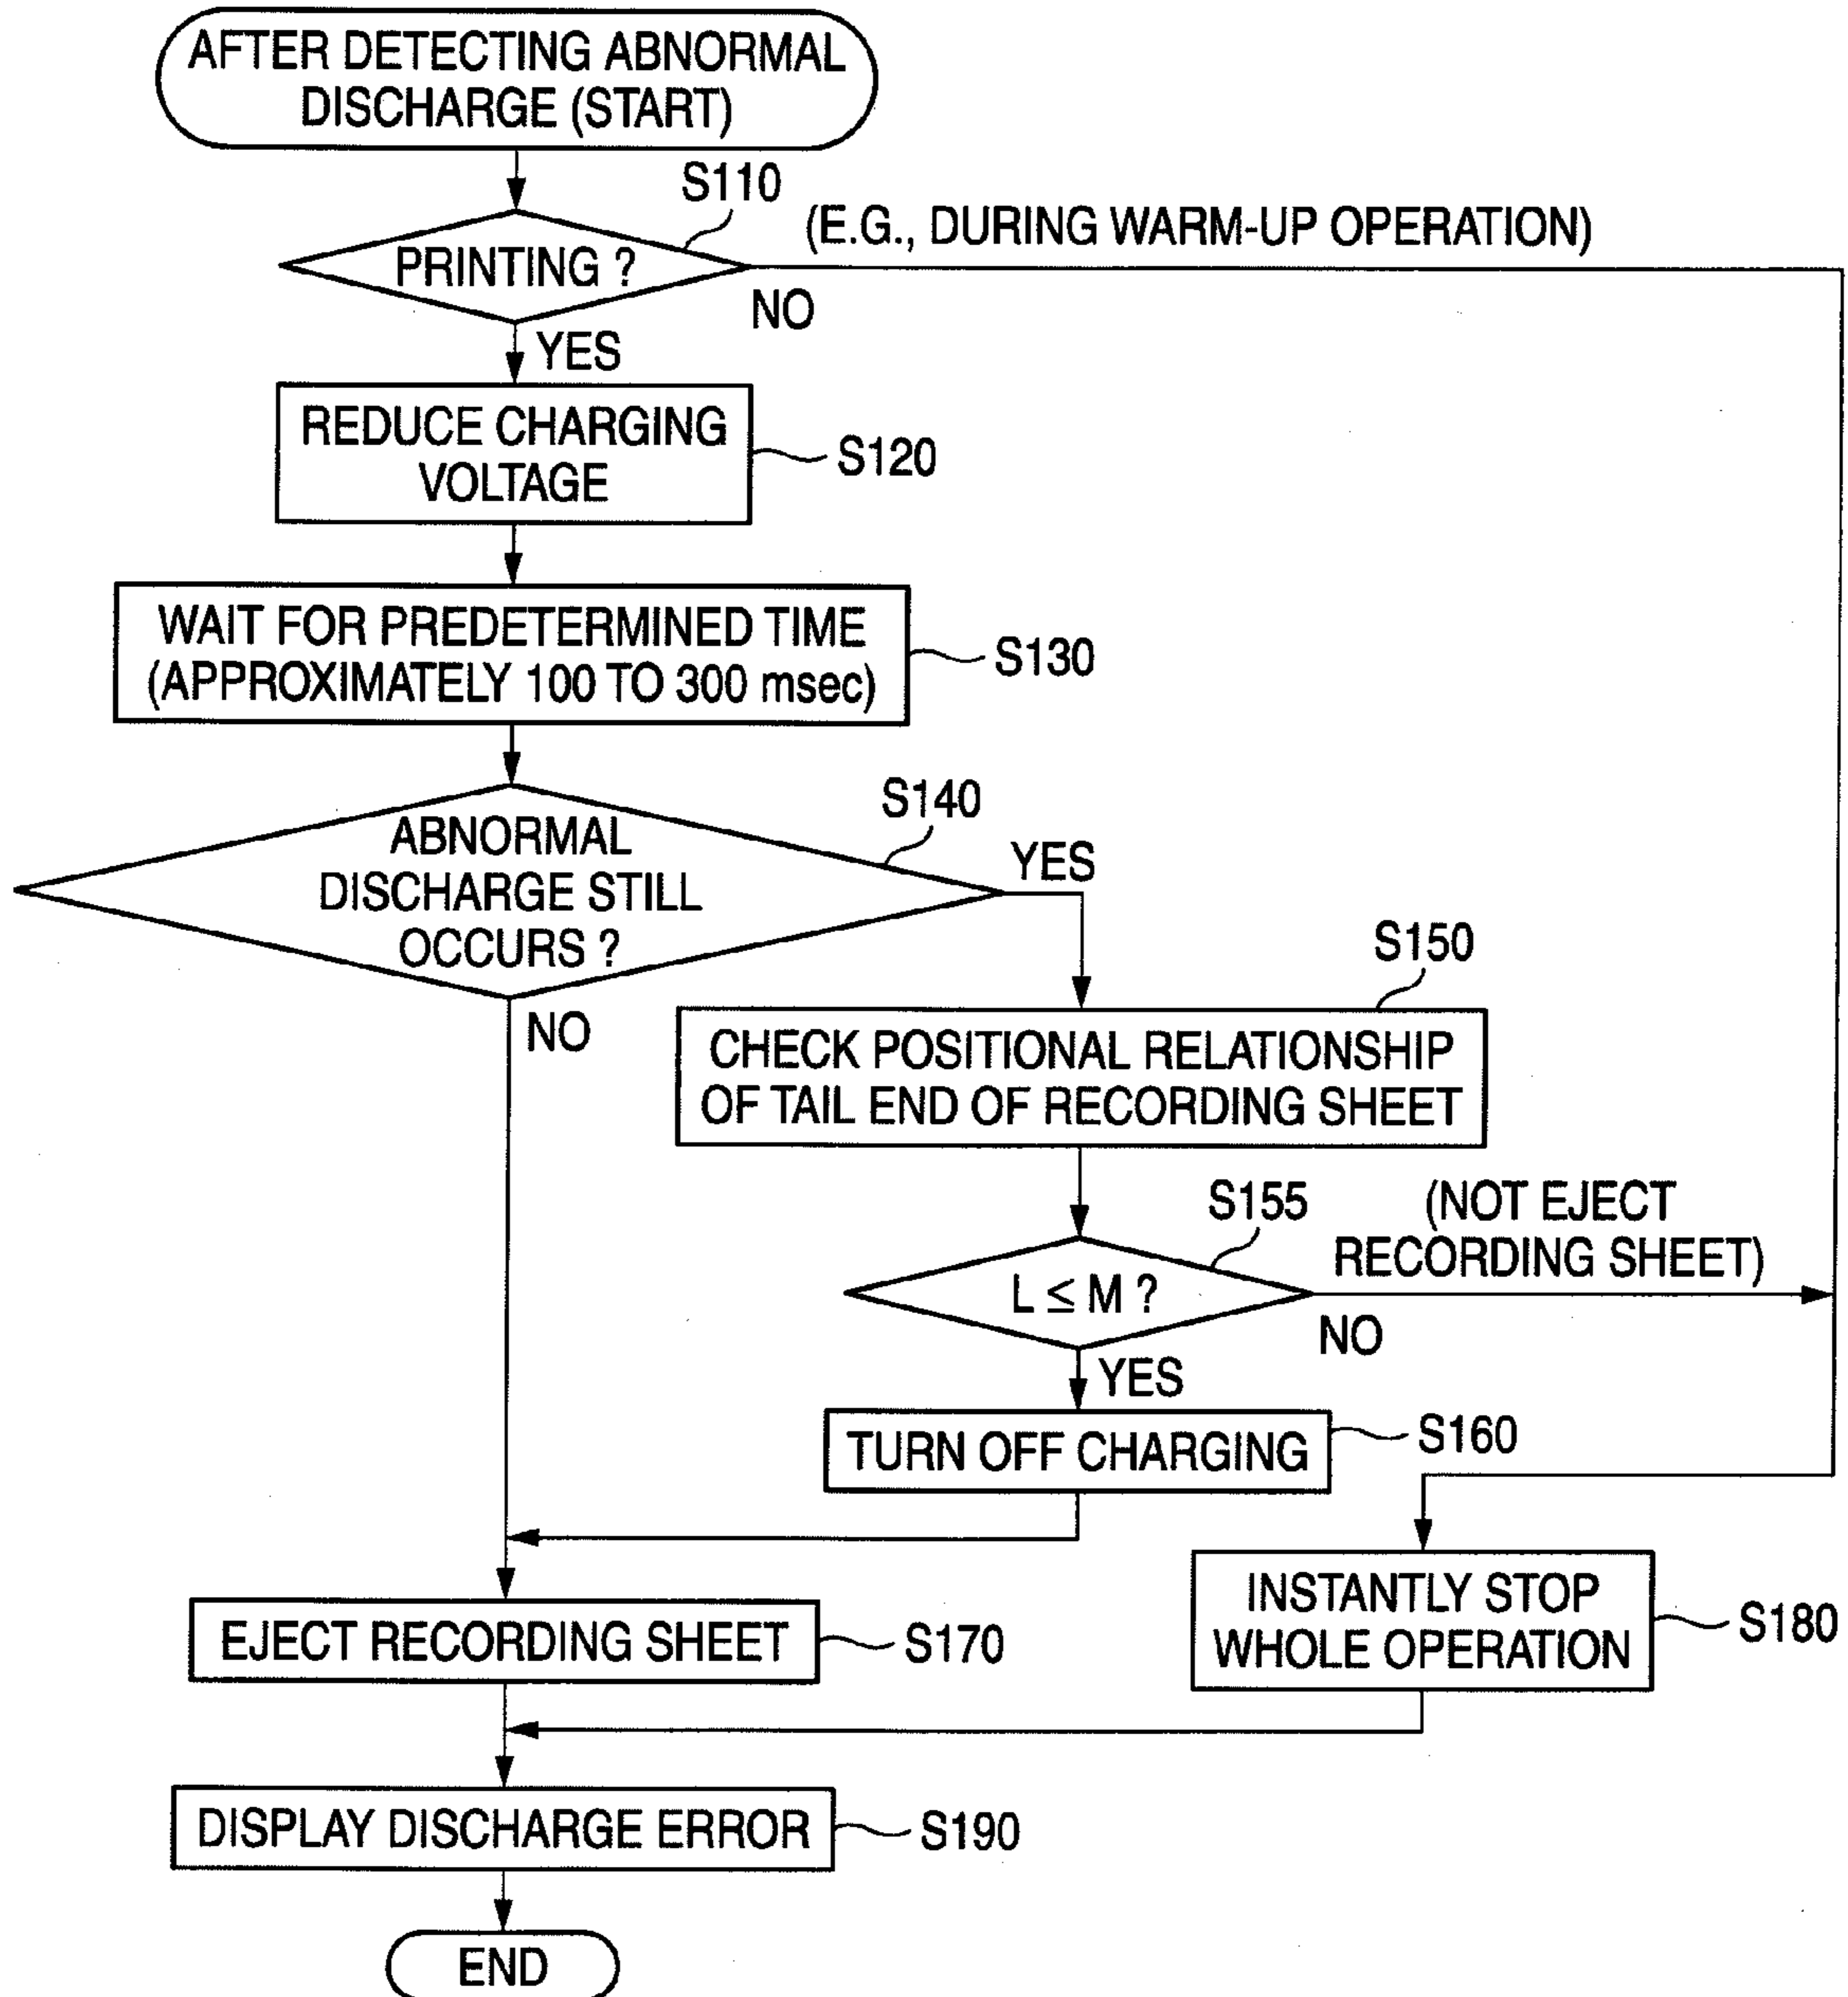 AFTER DETECTING ABNORMAL
DISCHARGE (START)
S110
(E.G., DURING WARM-UP OPERATION)
PRINTING ?
NO
YES
REDUCE CHARGING
VOLTAGE
S120
WAIT FOR PREDETERMINED TIME
(APPROXIMATELY 100 TO 300 msec)
S130
S140
ABNORMAL
DISCHARGE STILL
OCCURS ?
YES
NO
S150
CHECK POSITIONAL RELATIONSHIP
OF TAIL END OF RECORDING SHEET
S155
(NOT EJECT
RECORDING SHEET)
L ≤ M ?
NO
YES
TURN OFF CHARGING
S160
EJECT RECORDING SHEET
S170
INSTANTLY STOP
WHOLE OPERATION
S180
DISPLAY DISCHARGE ERROR
S190
END